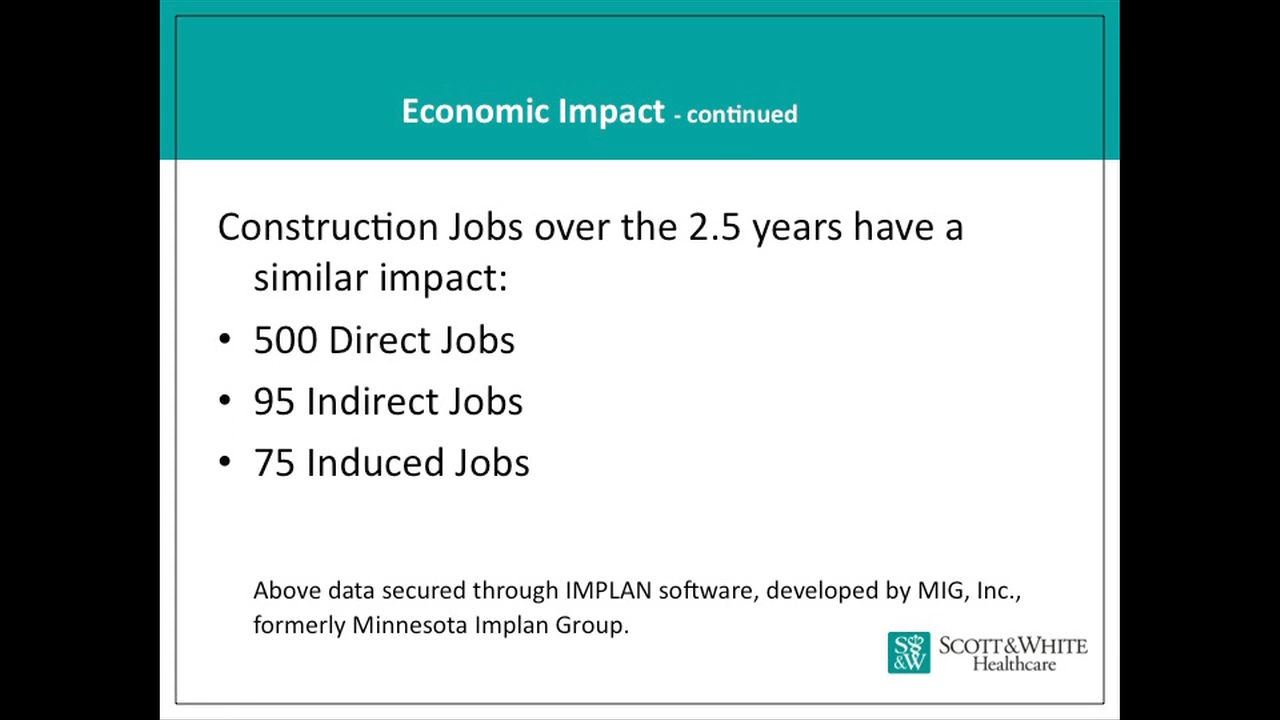 Economic Impact - continued
Construction Jobs over the 2.5 years have a
similar impact:
• 500 Direct Jobs
• 95 Indirect Jobs
• 75 Induced Jobs
Above data secured through IMPLAN software, developed by MIG, Inc.,
formerly Minnesota Implan Group.
S&W
SCOTT&WHITE
Healthcare